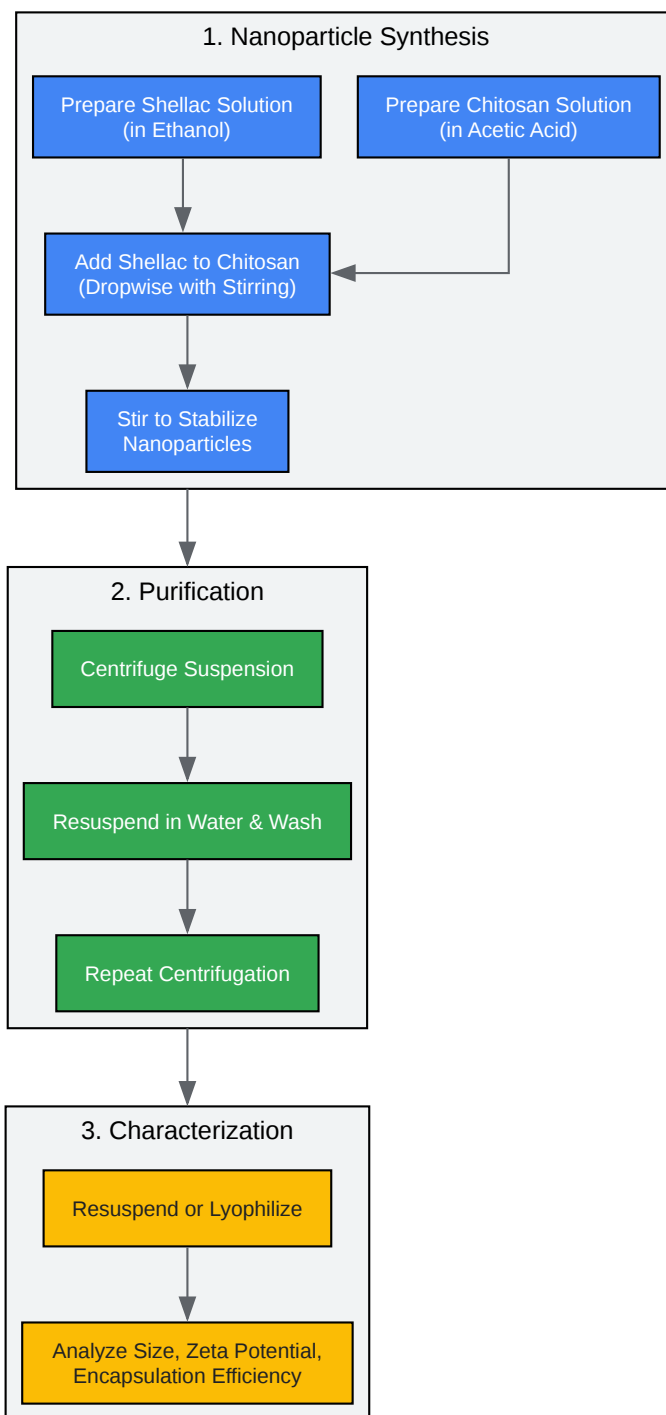 1. Nanoparticle Synthesis
Prepare Shellac Solution
(in Ethanol)
Prepare Chitosan Solution
(in Acetic Acid)
Add Shellac to Chitosan
(Dropwise with Stirring)
Stir to Stabilize
Nanoparticles
2. Purification
Centrifuge Suspension
Resuspend in Water & Wash
Repeat Centrifugation
3. Characterization
Resuspend or Lyophilize
Analyze Size, Zeta Potential,
Encapsulation Efficiency